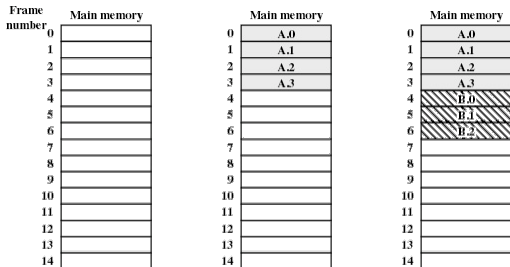 Frame
number
Main memory
0
1
2
3
4
5
6
7
8
9
10
11
12
13
14
Main memory
0 A.0
1 A.1
2 A.2
3 A.3
4
5
6
7
8
9
10
11
12
13
14
Main memory
0 A.0
1 A.1
2 A.2
3 A.3
4 B.0
5 B.1
6 B.2
7
8
9
10
11
12
13
14